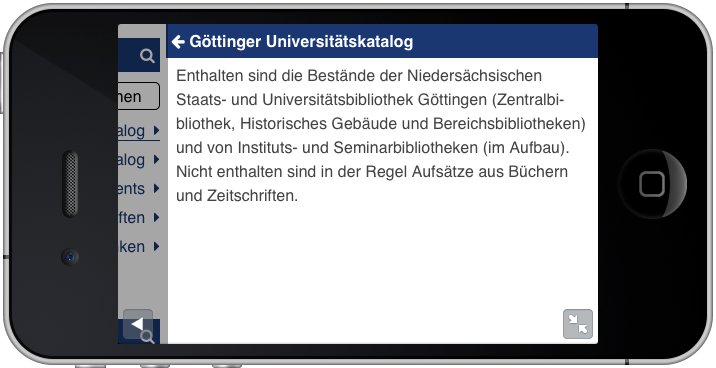 Göttinger Universitätskatalog
Enthalten sind die Bestände der Niedersächsischen
Staats- und Universitätsbibliothek Göttingen (Zentralbi-
bliothek, Historisches Gebäude und Bereichsbibliotheken)
und von Instituts- und Seminarbibliotheken (im Aufbau).
Nicht enthalten sind in der Regel Aufsätze aus Büchern
und Zeitschriften.
nen
alog
alog
ents
ften
ken